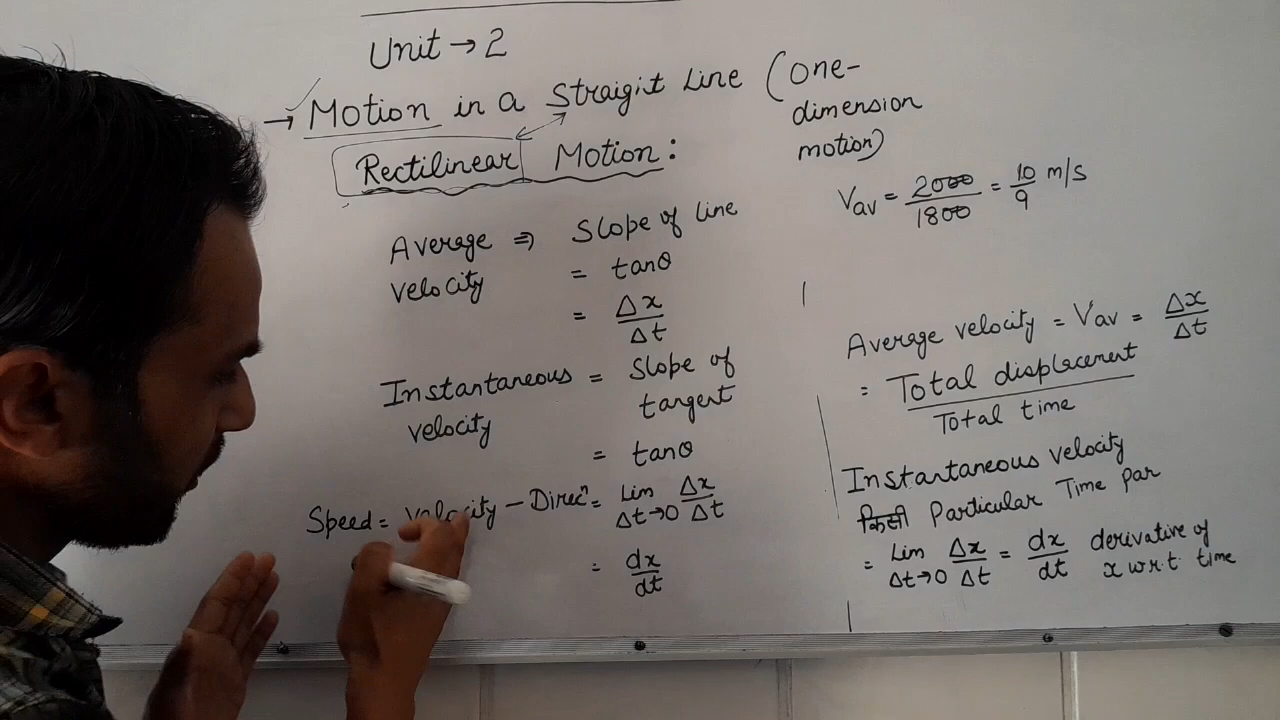 Unit → 2
→ Motion in a Straigit Line (One-
dimension
motion)
Rectilinear Motion:
Average ⇒ Slope of line
velocity = tanθ
= Δx/Δt
Instantaneous = Slope of
velocity tangent
= tanθ
Speed = Velocity - Direcⁿ = Lim Δt→0 Δx/Δt
= dx/dt
Vav = 2000/1800 = 10/9 m/s
Average velocity = Vav = Δx/Δt
= Total displacement
Total time
Instantaneous velocity
किसी Particular Time Par
= Lim Δt→0 Δx/Δt = dx/dt derivative of
x w.r.t. time